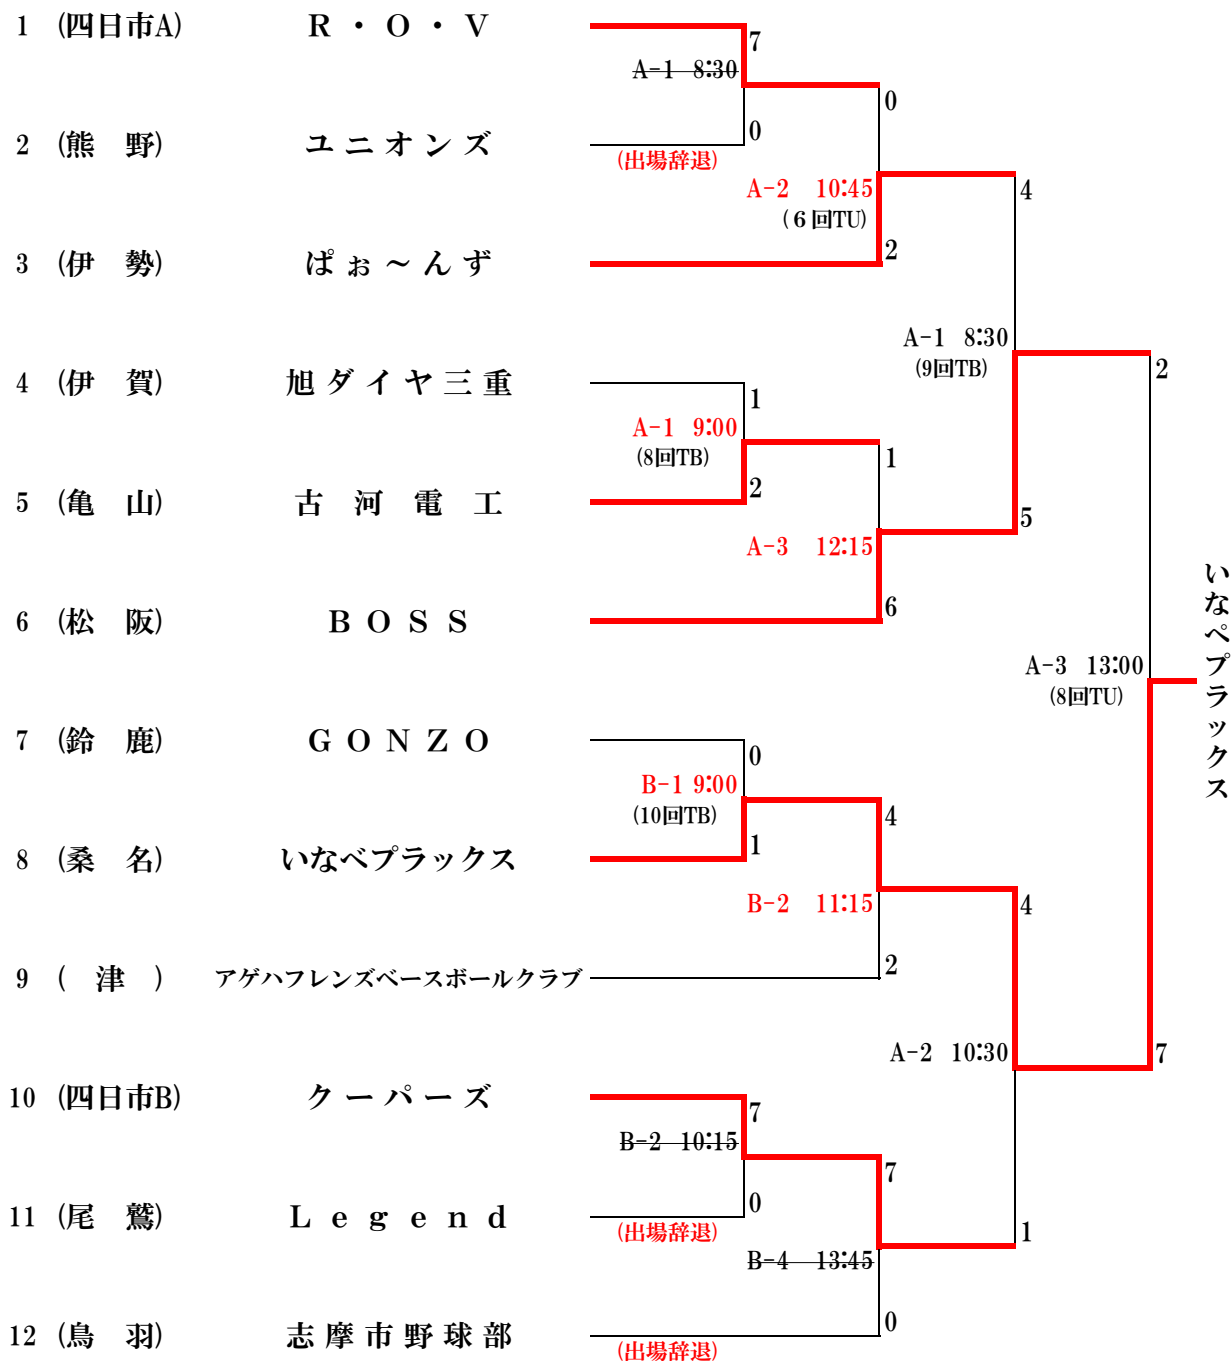 1 (四日市A) R・O・V
7
A-1 8:30
0
2 (熊 野) ユニオンズ
0
(出場辞退)
A-2 10:45
4
(6回TU)
3 (伊 勢) ぱぉ～んず
2
A-1 8:30
(9回TB)
2
4 (伊 賀) 旭ダイヤ三重
1
A-1 9:00
(8回TB)
1
5 (亀 山) 古河電工
2
5
A-3 12:15
6 (松 阪) BOSS
6
いなべブラックス
A-3 13:00
(8回TU)
7 (鈴 鹿) GONZO
0
B-1 9:00
(10回TB)
4
8 (桑 名) いなべブラックス
1
B-2 11:15
4
9 (津) アゲハフレンズベースボールクラブ
2
A-2 10:30
7
10 (四日市B) クーパーズ
7
B-2 10:15
7
11 (尾 鷲) Legend
0
(出場辞退)
1
B-4 13:45
12 (鳥 羽) 志摩市野球部
0
(出場辞退)